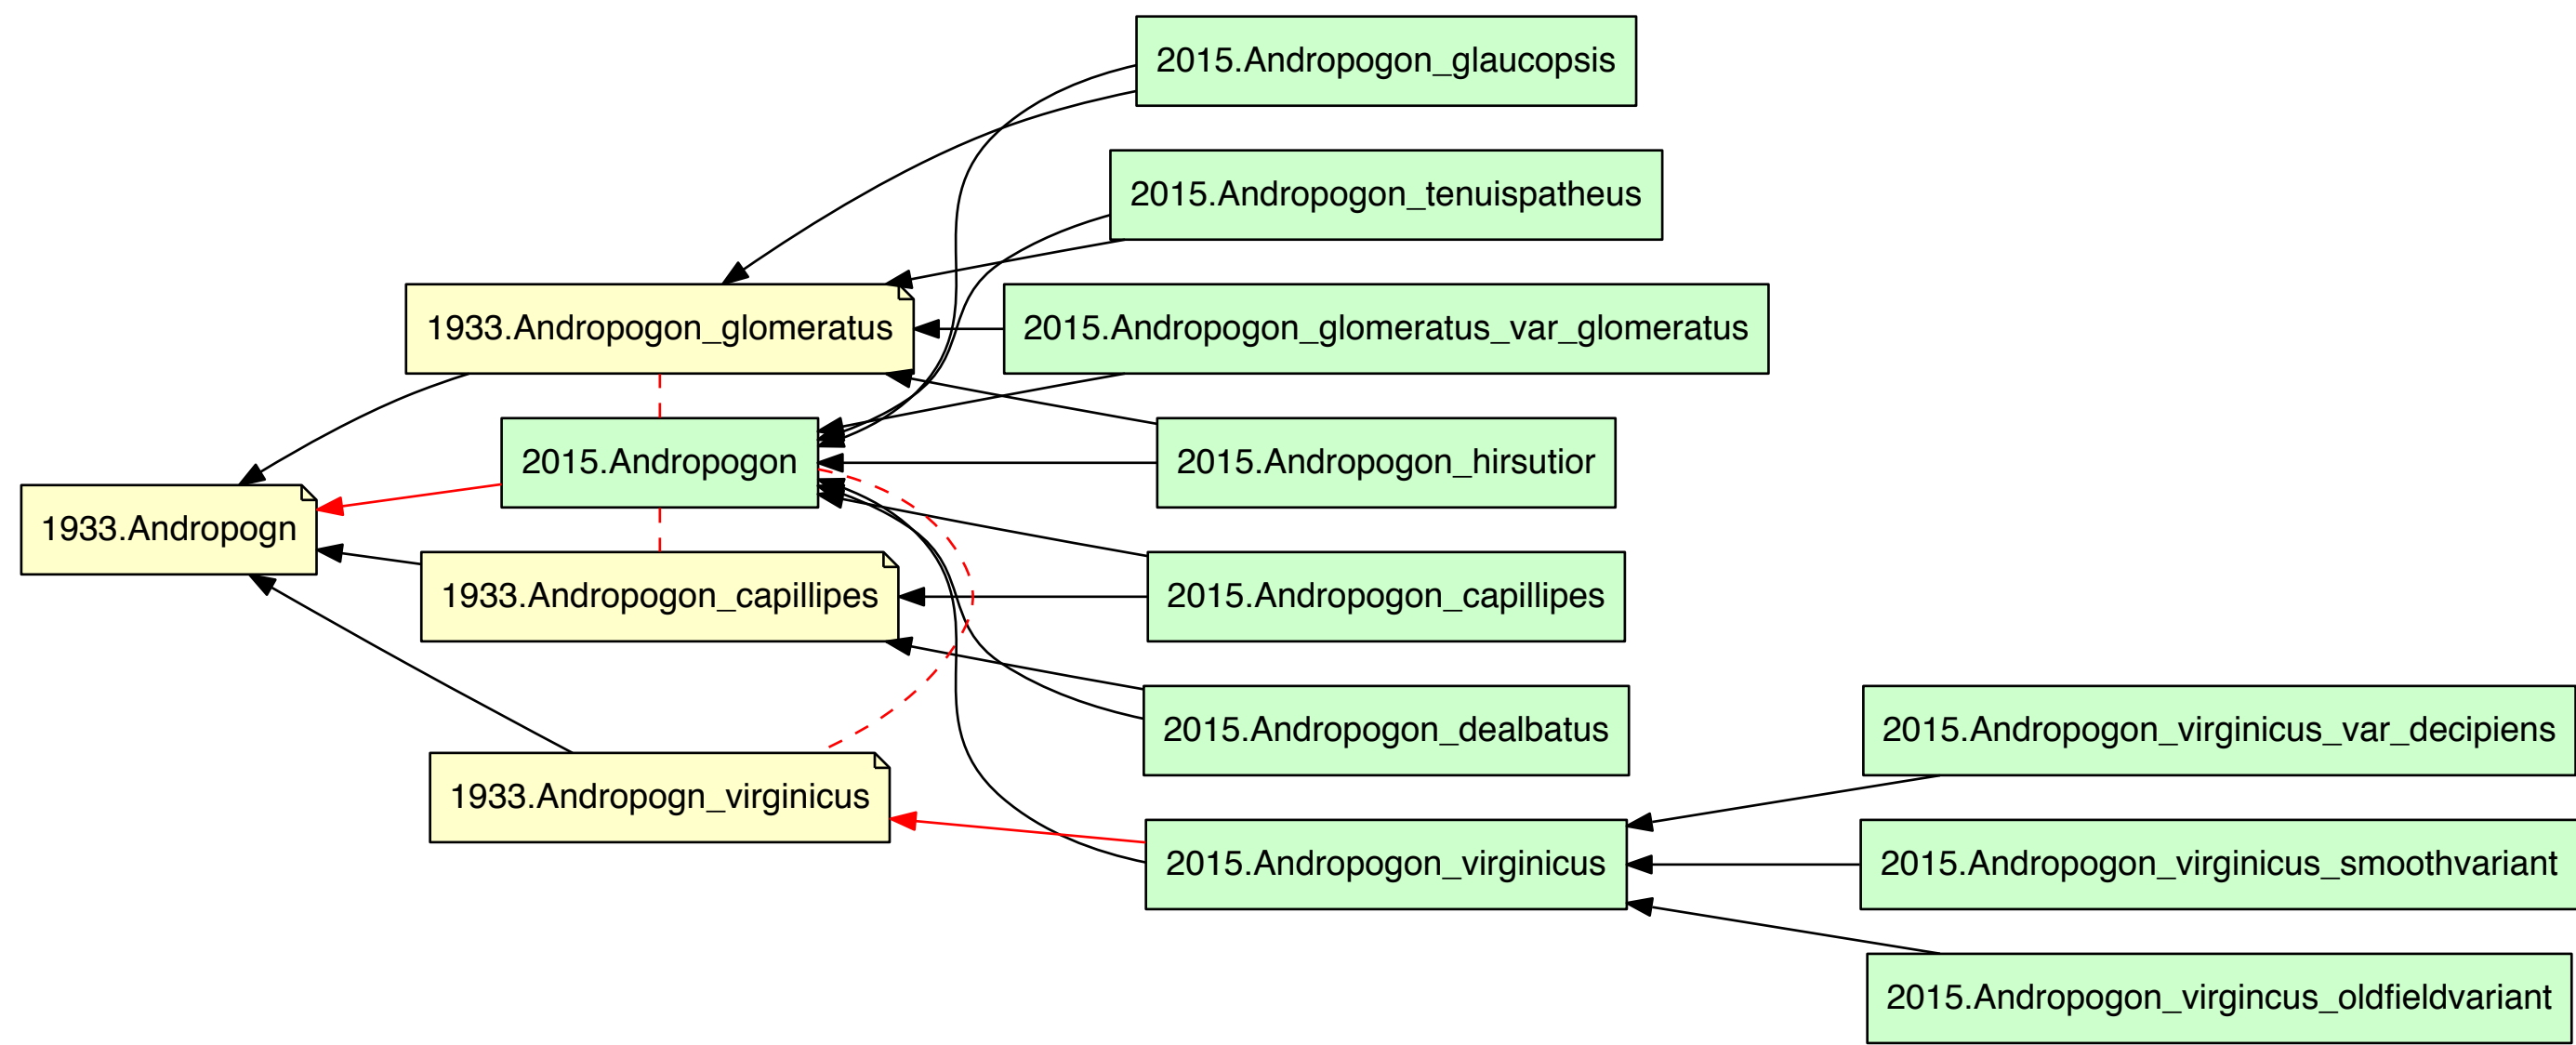 2015.Andropogon_glaucopsis
2015.Andropogon_tenuispatheus
1933.Andropogon_glomeratus
2015.Andropogon_glomeratus_var_glomeratus
2015.Andropogon
2015.Andropogon_hirsutior
1933.Andropogn
1933.Andropogon_capillipes
2015.Andropogon_capillipes
2015.Andropogon_dealbatus
2015.Andropogon_virginicus_var_decipiens
1933.Andropogn_virginicus
2015.Andropogon_virginicus
2015.Andropogon_virginicus_smoothvariant
2015.Andropogon_virgincus_oldfieldvariant